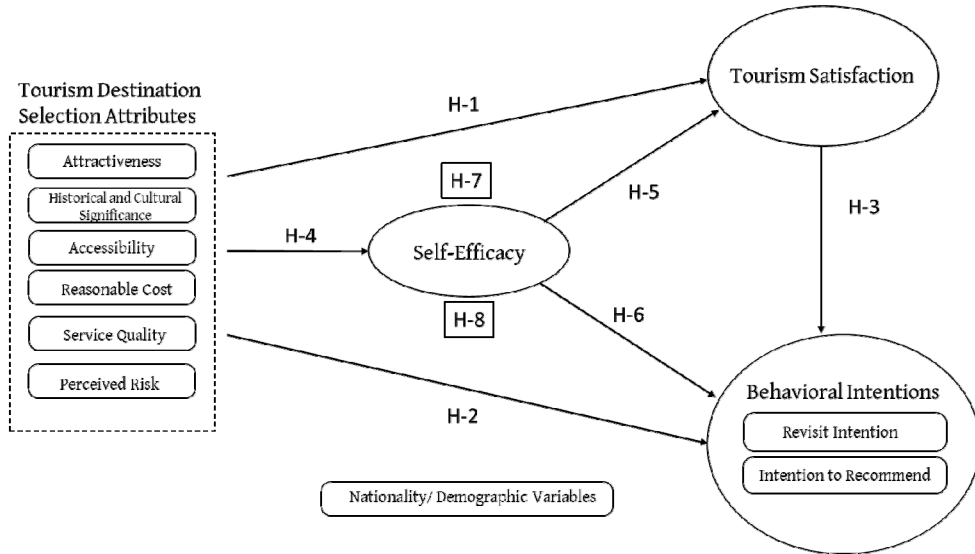 Tourism Destination
Selection Attributes
Attractiveness
Historical and Cultural
Significance
Accessibility
Reasonable Cost
Service Quality
Perceived Risk
H-1
H-4
H-2
H-7
Self-Efficacy
H-8
H-5
H-6
Tourism Satisfaction
H-3
Behavioral Intentions
Revisit Intention
Intention to Recommend
Nationality/ Demographic Variables